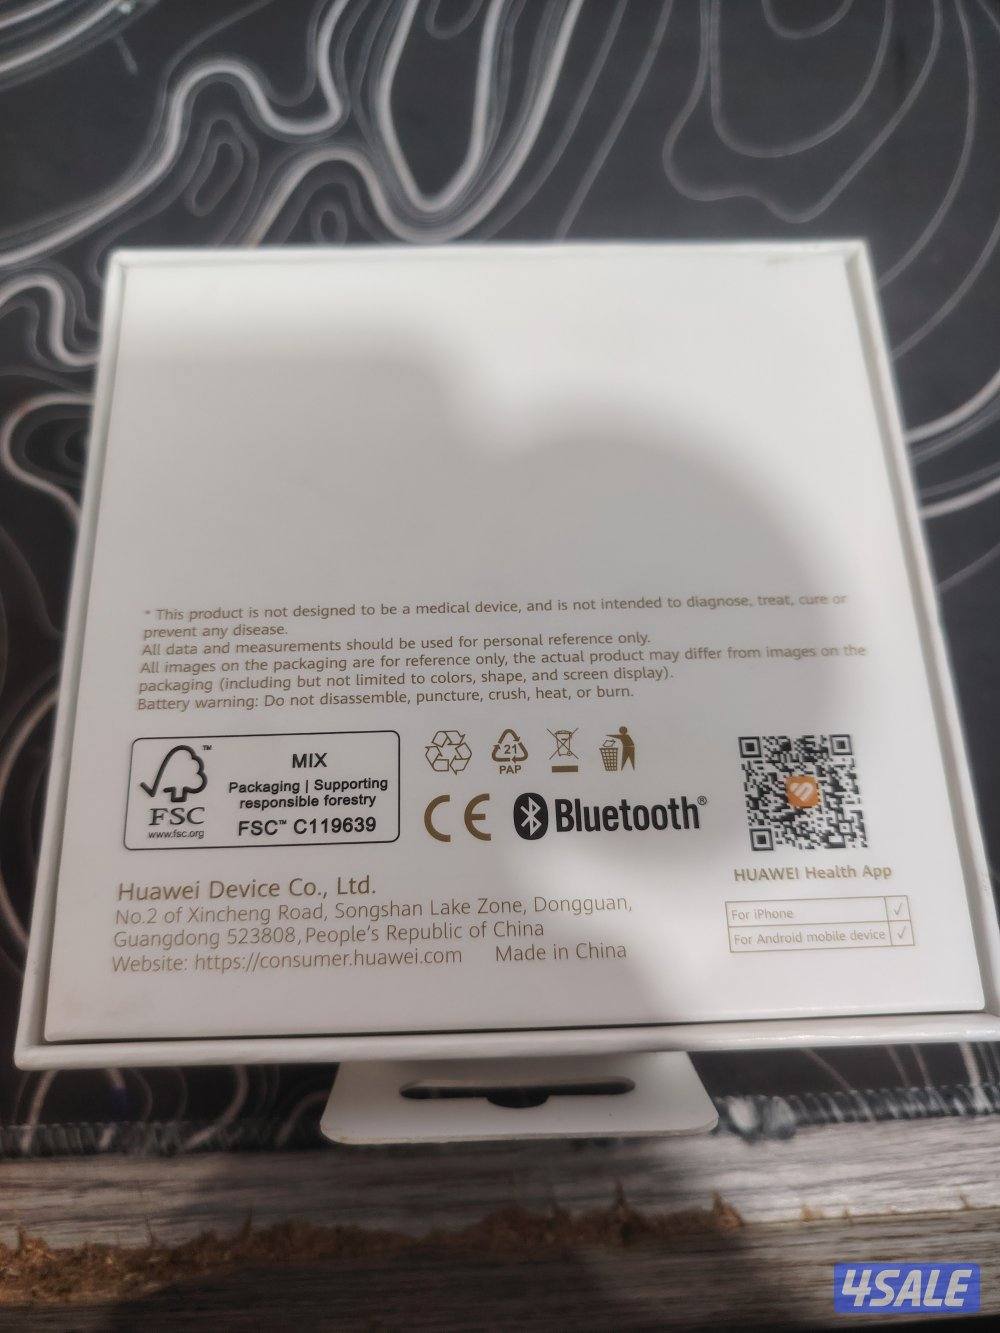 * This product is not designed to be a medical device, and is not intended to diagnose, treat, cure or
prevent any disease.
All data and measurements should be used for personal reference only.
All images on the packaging are for reference only, the actual product may differ from images on the
packaging (including but not limited to colors, shape, and screen display).
Battery warning: Do not disassemble, puncture, crush, heat, or burn.
FSC
™
www.fsc.org
MIX
Packaging | Supporting
responsible forestry
FSC™ C119639
21
PAP
CE
Bluetooth®
HUAWEI Health App
For iPhone ✓
For Android mobile device ✓
Huawei Device Co., Ltd.
No.2 of Xincheng Road, Songshan Lake Zone, Dongguan,
Guangdong 523808, People's Republic of China
Website: https://consumer.huawei.com Made in China
4SALE